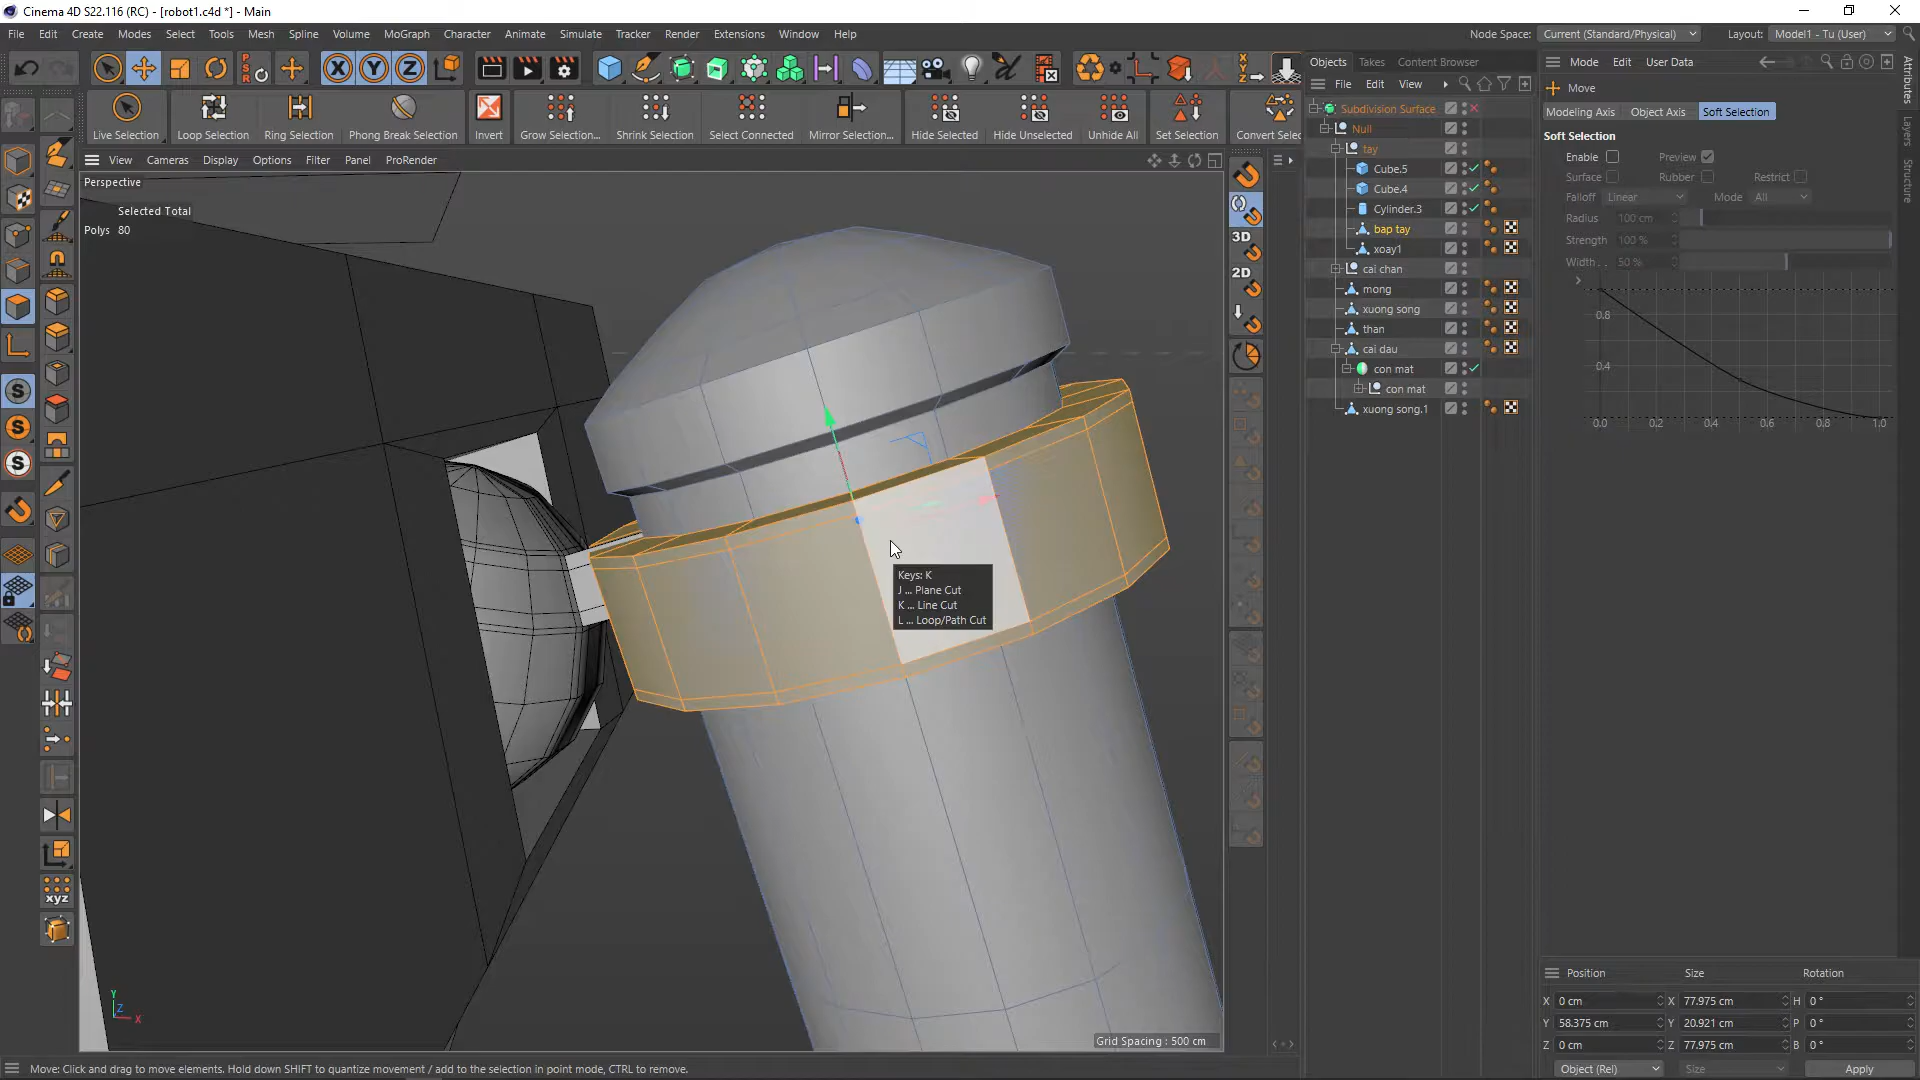 Cinema 4D S22.116 (RC) - [robot1.c4d *] - Main
File Edit Create Modes Select Spline Tools Mesh Spline Volume MoGraph Character Animate Simulate Tracker Render Extensions Window Help
Node Space: Current (Standard/Physical) Layout: Model1 - Tu (User)
PSR
X Y Z
Live Selection Loop Selection Ring Selection Phong Break Selection Invert Grow Selection... Shrink Selection Select Connected Mirror Selection... Hide Selected Hide Unselected Unhide All Set Selection Convert Selec
View Cameras Display Options Filter Panel ProRender
Perspective
Selected Total
Polys 80
Keys: K
J ... Plane Cut
K ... Line Cut
L ... Loop/Path Cut
3D
2D
S
S
S
xyz
Y
Z
X
Grid Spacing : 500 cm
Objects Takes Content Browser
File Edit View
Subdivision Surface
Null
tay
Cube.5
Cube.4
Cylinder.3
bap tay
xoay1
cai chan
mong
xuong song
than
cai dau
con mat
con mat
xuong song.1
Mode Edit User Data
Move
Modeling Axis Object Axis Soft Selection
Soft Selection
Enable Preview
Surface Rubber Restrict
Falloff Linear Mode All
Radius 100 cm
Strength 100 %
Width . . 50 %
0.8
0.4
0.0 0.2 0.4 0.6 0.8 1.0
Attributes
Layers
Structure
Position Size Rotation
X 0 cm X 77.975 cm H 0 °
Y 58.375 cm Y 20.921 cm P 0 °
Z 0 cm Z 77.975 cm B 0 °
Object (Rel) Size Apply
Move: Click and drag to move elements. Hold down SHIFT to quantize movement / add to the selection in point mode, CTRL to remove.